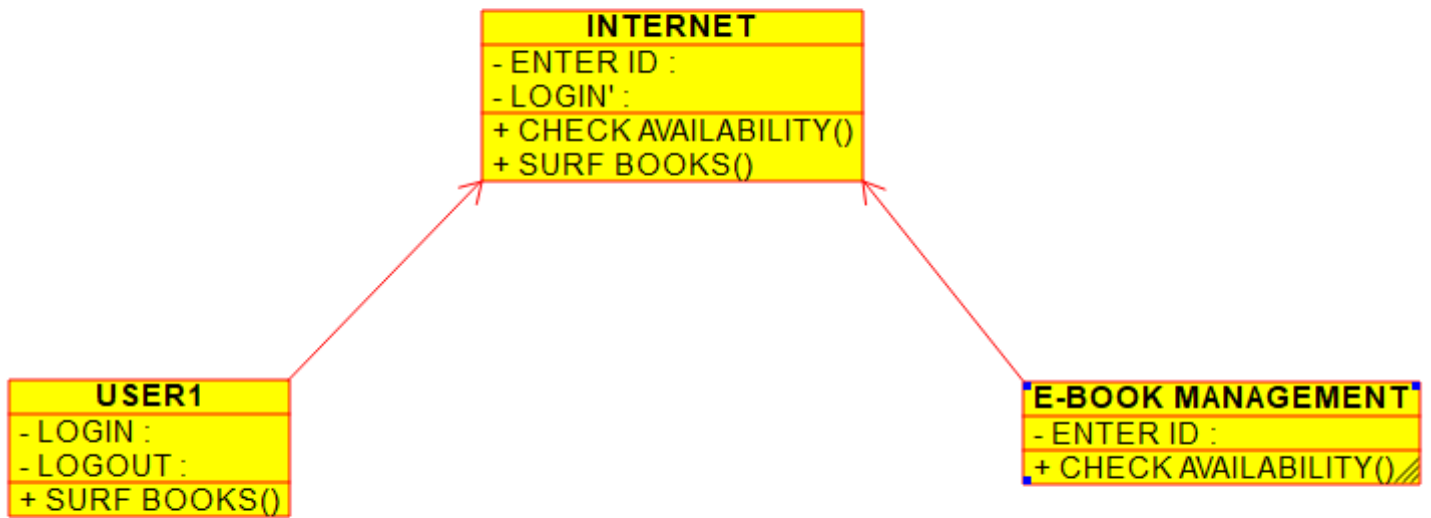 INTERNET
- ENTER ID :
- LOGIN' :
+ CHECK AVAILABILITY()
+ SURF BOOKS()
USER1
- LOGIN :
- LOGOUT :
+ SURF BOOKS()
E-BOOK MANAGEMENT
- ENTER ID :
+ CHECK AVAILABILITY()